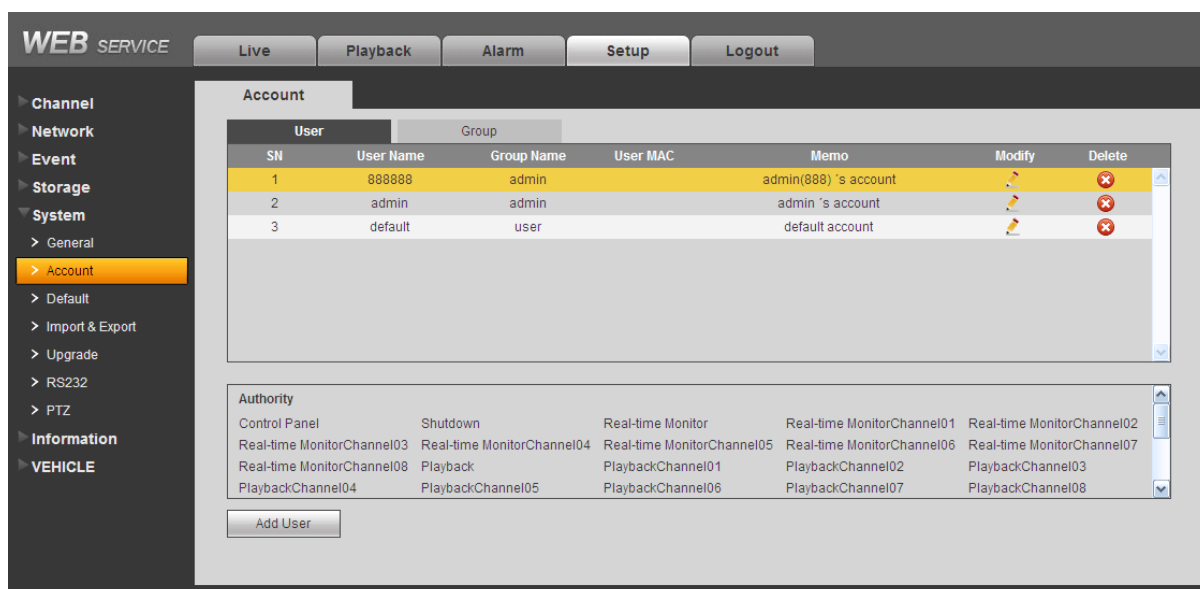 WEB SERVICE
Live Playback Alarm Setup Logout
Account
Channel
Network
Event
Storage
System
> General
> Account
> Default
> Import & Export
> Upgrade
> RS232
> PTZ
Information
VEHICLE
User Group
SN User Name Group Name User MAC Memo Modify Delete
1 888888 admin admin(888) 's account
2 admin admin admin 's account
3 default user default account
Authority
Control Panel Shutdown Real-time Monitor Real-time MonitorChannel01 Real-time MonitorChannel02
Real-time MonitorChannel03 Real-time MonitorChannel04 Real-time MonitorChannel05 Real-time MonitorChannel06 Real-time MonitorChannel07
Real-time MonitorChannel08 Playback PlaybackChannel01 PlaybackChannel02 PlaybackChannel03
PlaybackChannel04 PlaybackChannel05 PlaybackChannel06 PlaybackChannel07 PlaybackChannel08
Add User